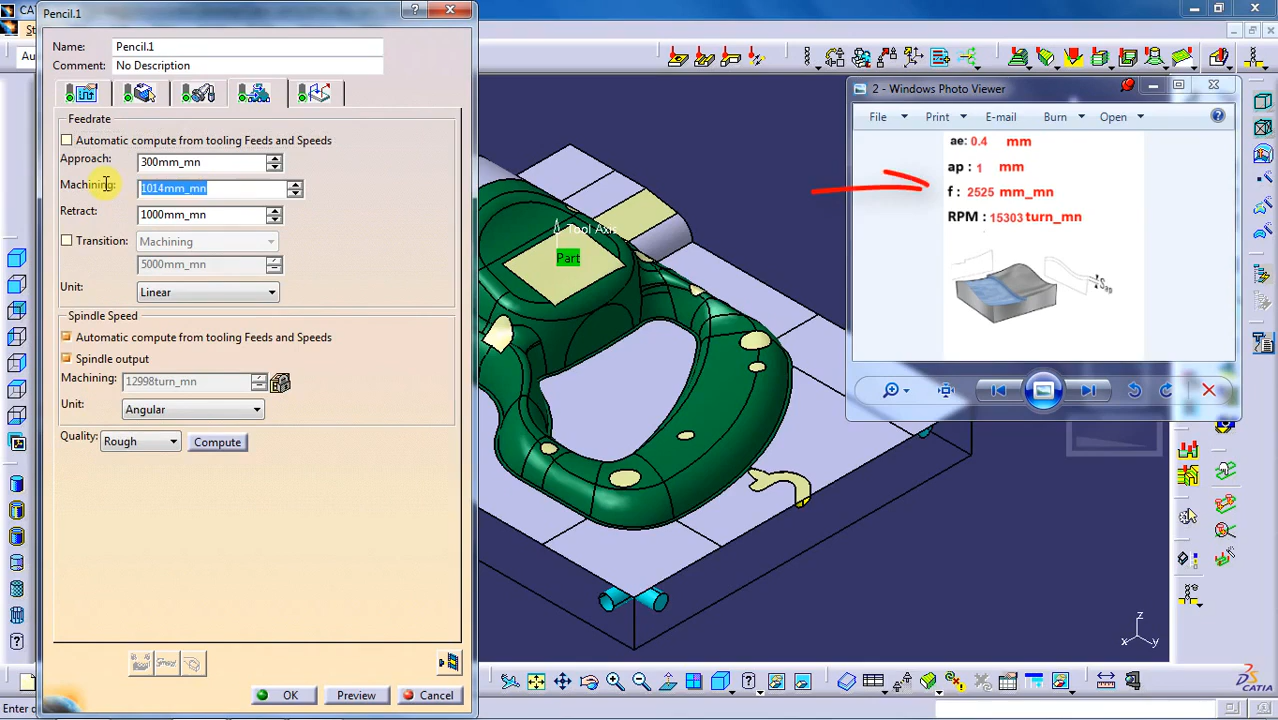 Pencil.1
Name: Pencil.1
Comment: No Description
Feedrate
Automatic compute from tooling Feeds and Speeds
Approach: 300mm_mn
Machining: 1014mm_mn
Retract: 1000mm_mn
Transition: Machining
5000mm_mn
Unit: Linear
Spindle Speed
Automatic compute from tooling Feeds and Speeds
Spindle output
Machining: 12998turn_mn
Unit: Angular
Quality: Rough Compute
OK Preview Cancel
Tool Axis
Part
2 - Windows Photo Viewer
File Print E-mail Burn Open
ae: 0.4 mm
ap : 1 mm
f : 2525 mm_mn
RPM : 15303 turn_mn
z
x y
CATIA